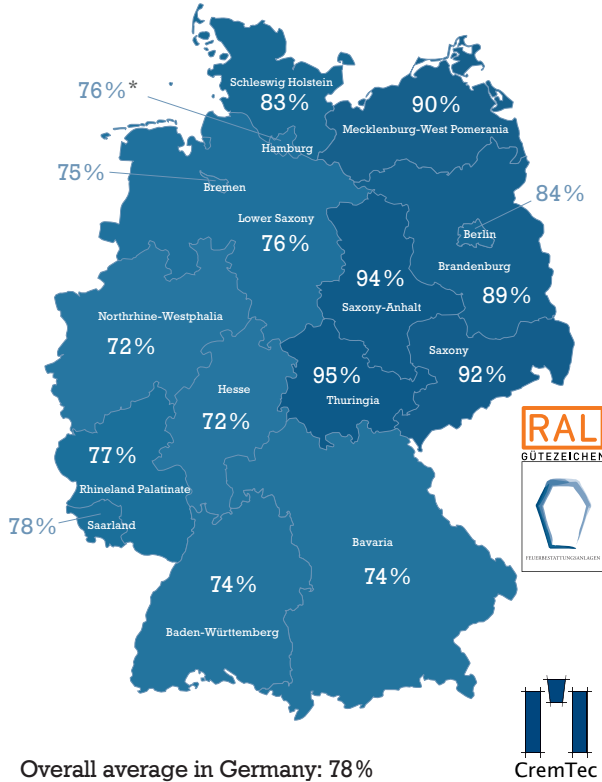 Schleswig Holstein
83%
76%*
Hamburg
90%
Mecklenburg-West Pomerania
75%
Bremen
84%
Berlin
Lower Saxony
76%
Brandenburg
89%
94%
Saxony-Anhalt
Northrhine-Westphalia
72%
Saxony
92%
95%
Thuringia
Hesse
72%
77%
Rhineland Palatinate
78%
Saarland
RAL
GÜTEZEICHEN
FEUERBESTATTUNGSANLAGEN
Bavaria
74%
74%
Baden-Württemberg
CremTec
Overall average in Germany: 78%